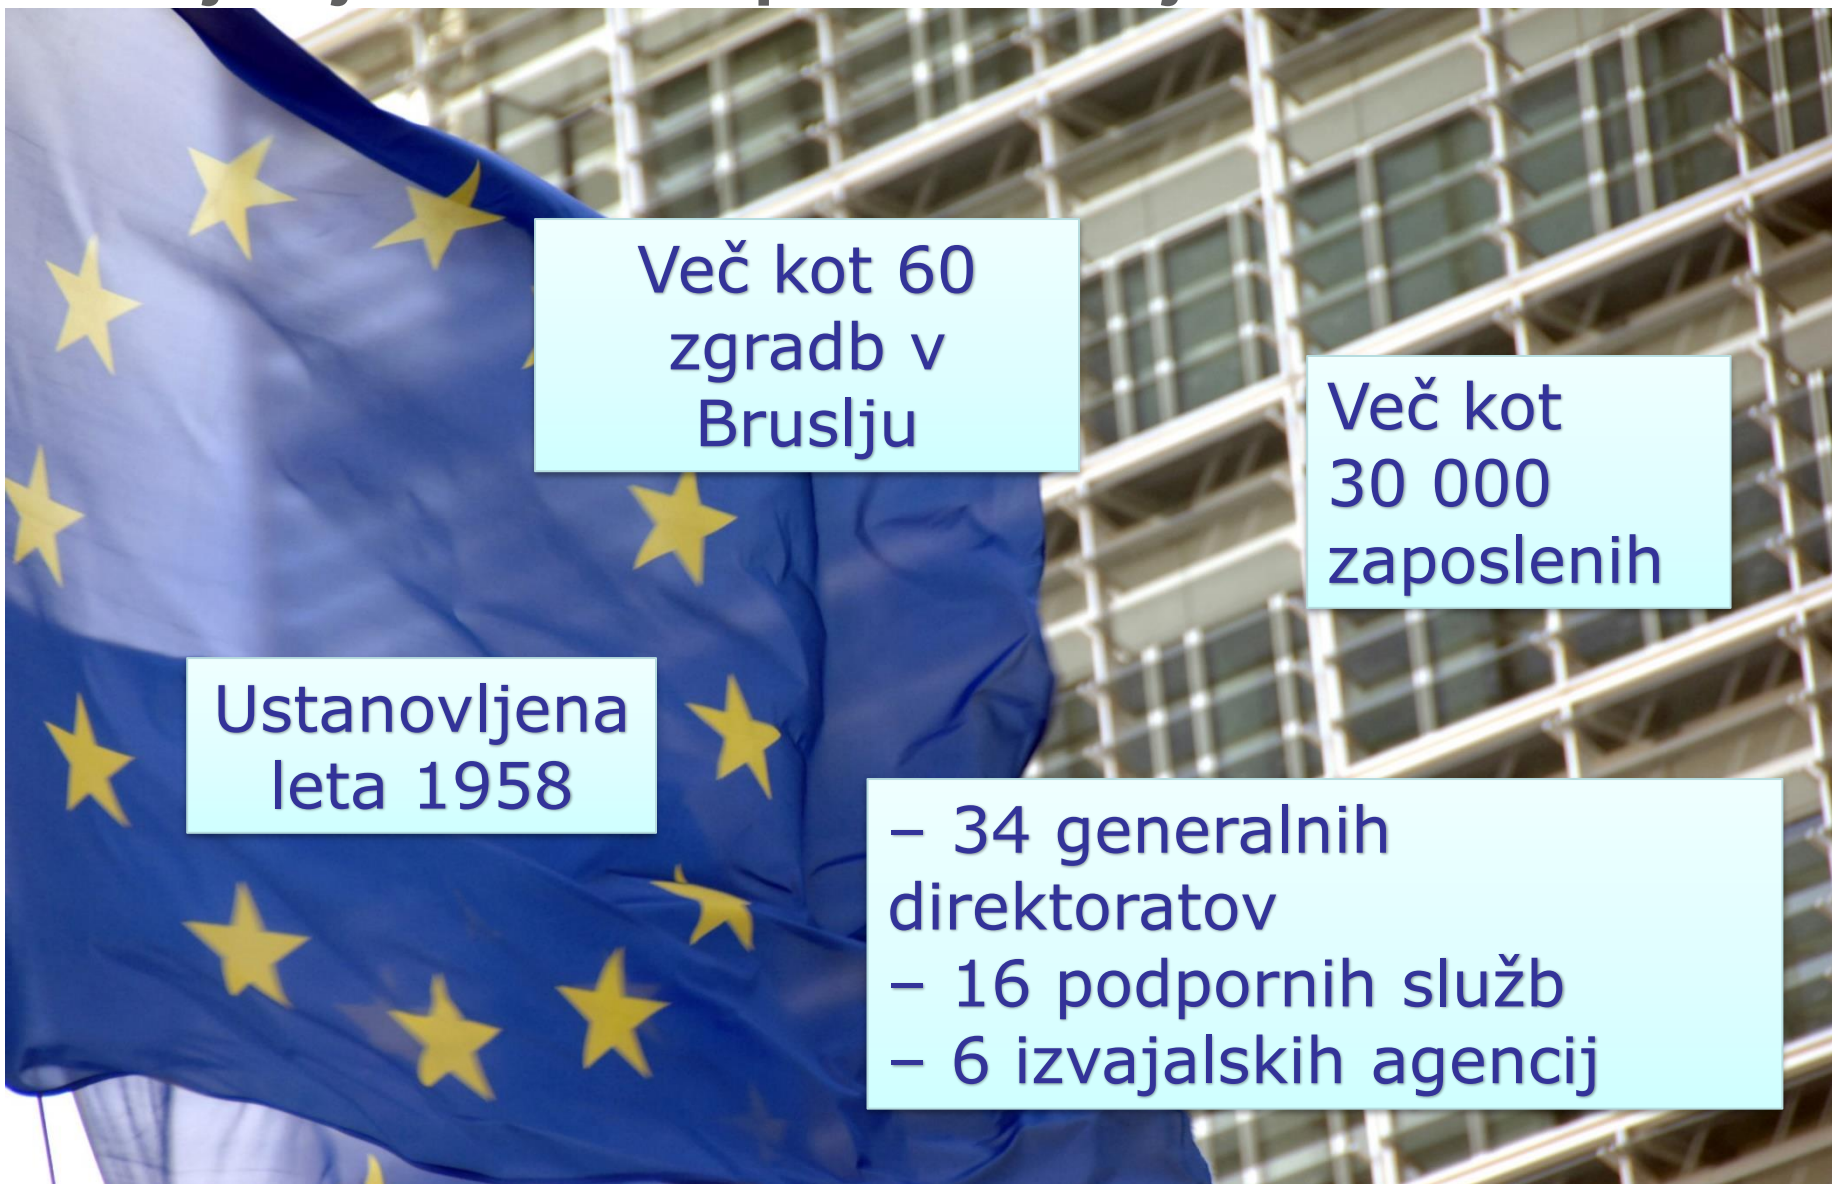 Več kot 60
zgradb v
Bruslju
Več kot
30 000
zaposlenih
Ustanovljena
leta 1958
– 34 generalnih
direktoratov
– 16 podpornih služb
– 6 izvajalskih agencij